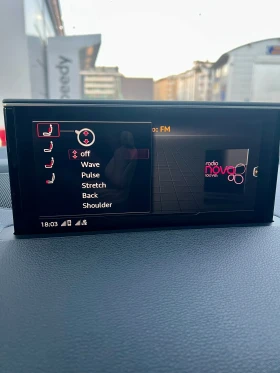 speedy
FM
off
Wave
Pulse
Stretch
Back
Shoulder
radio
nova
18:03